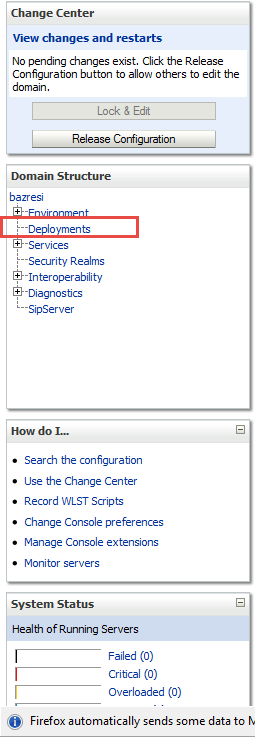 Change Center
View changes and restarts
No pending changes exist. Click the Release
Configuration button to allow others to edit the
domain.
Lock & Edit
Release Configuration
Domain Structure
bazresi
Environment
Deployments
Services
Security Realms
Interoperability
Diagnostics
SipServer
How do I...
Search the configuration
Use the Change Center
Record WLST Scripts
Change Console preferences
Manage Console extensions
Monitor servers
System Status
Health of Running Servers
Failed (0)
Critical (0)
Overloaded (0)
Firefox automatically sends some data to M